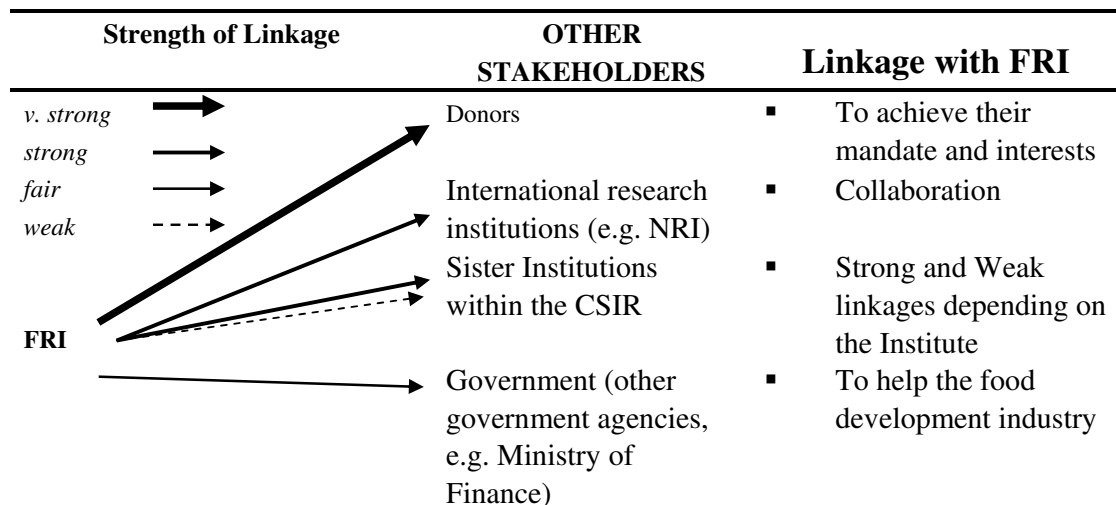 Strength of Linkage
OTHER
STAKEHOLDERS
Linkage with FRI
v. strong
strong
fair
weak
FRI
Donors
▪ To achieve their
mandate and interests
International research
institutions (e.g. NRI)
▪ Collaboration
Sister Institutions
within the CSIR
▪ Strong and Weak
linkages depending on
the Institute
Government (other
government agencies,
e.g. Ministry of
Finance)
▪ To help the food
development industry